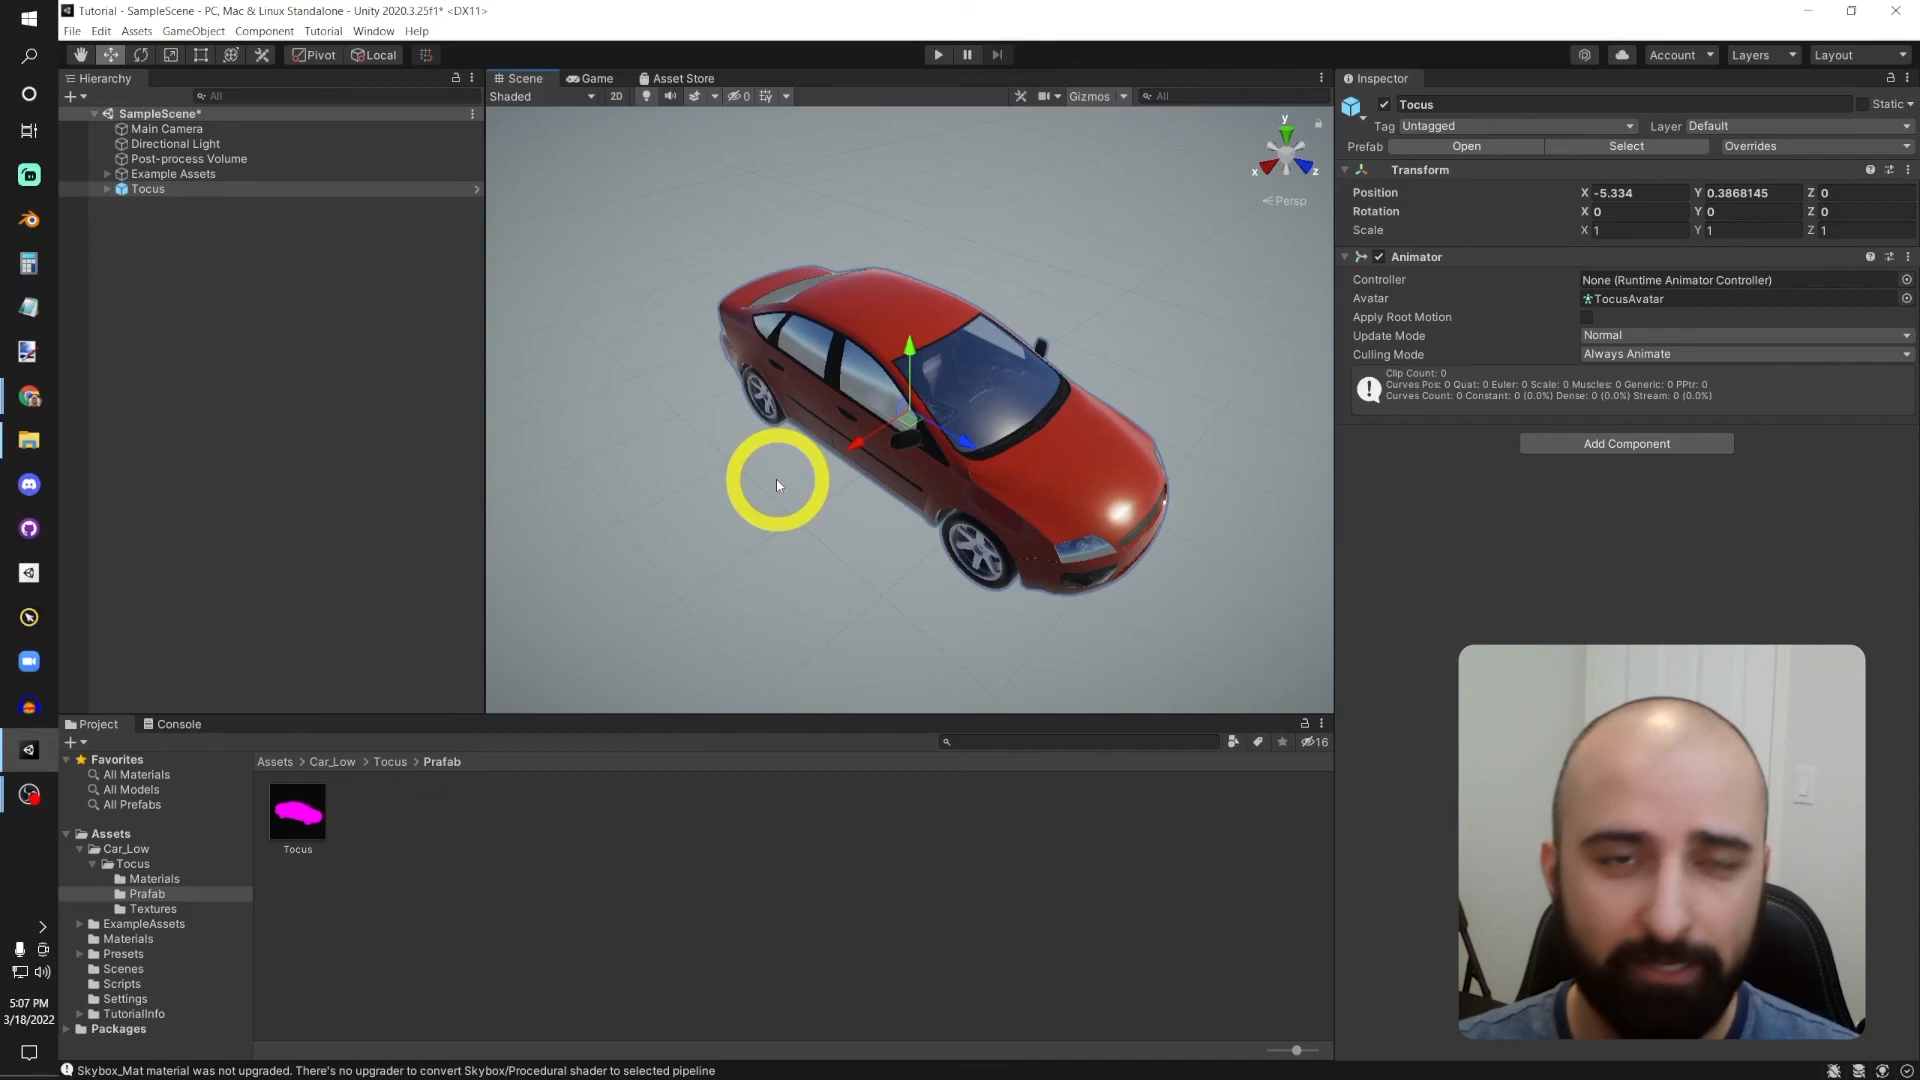 Tutorial - SampleScene - PC, Mac & Linux Standalone - Unity 2020.3.25f1* <DX11>
File Edit Assets GameObject Component Tutorial Window Help
Pivot Local
Account Layers Layout
Hierarchy
All
SampleScene*
Main Camera
Directional Light
Post-process Volume
Example Assets
Tocus
Scene Game Asset Store
Shaded 2D 0 Gizmos All
y
x z
Persp
Inspector
Tocus Static
Tag Untagged Layer Default
Prefab Open Select Overrides
Transform
Position X -5.334 Y 0.3868145 Z 0
Rotation X 0 Y 0 Z 0
Scale X 1 Y 1 Z 1
Animator
Controller None (Runtime Animator Controller)
Avatar TocusAvatar
Apply Root Motion
Update Mode Normal
Culling Mode Always Animate
Clip Count: 0
Curves Pos: 0 Quat: 0 Euler: 0 Scale: 0 Muscles: 0 Generic: 0 PPtr: 0
Curves Count: 0 Constant: 0 (0.0%) Dense: 0 (0.0%) Stream: 0 (0.0%)
Add Component
Project Console
16
Favorites
All Materials
All Models
All Prefabs
Assets
Car_Low
Tocus
Materials
Prafab
Textures
ExampleAssets
Materials
Presets
Scenes
Scripts
Settings
TutorialInfo
Packages
Assets > Car_Low > Tocus > Prafab
Tocus
5:07 PM
3/18/2022
Skybox_Mat material was not upgraded. There's no upgrader to convert Skybox/Procedural shader to selected pipeline